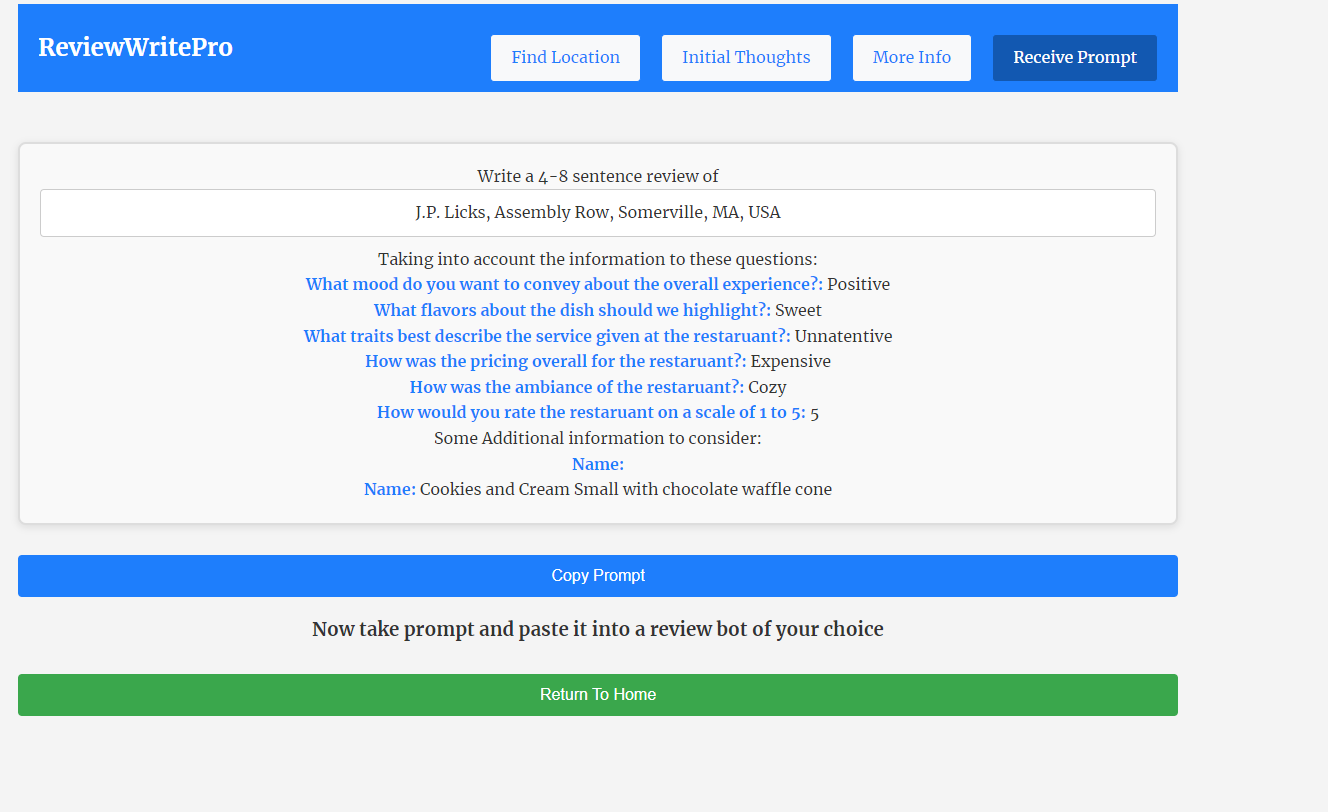 ReviewWritePro
Find Location
Initial Thoughts
More Info
Receive Prompt
Write a 4-8 sentence review of
J.P. Licks, Assembly Row, Somerville, MA, USA
Taking into account the information to these questions:
What mood do you want to convey about the overall experience?: Positive
What flavors about the dish should we highlight?: Sweet
What traits best describe the service given at the restaruant?: Unnatentive
How was the pricing overall for the restaruant?: Expensive
How was the ambiance of the restaruant?: Cozy
How would you rate the restaruant on a scale of 1 to 5: 5
Some Additional information to consider:
Name:
Name: Cookies and Cream Small with chocolate waffle cone
Copy Prompt
Now take prompt and paste it into a review bot of your choice
Return To Home